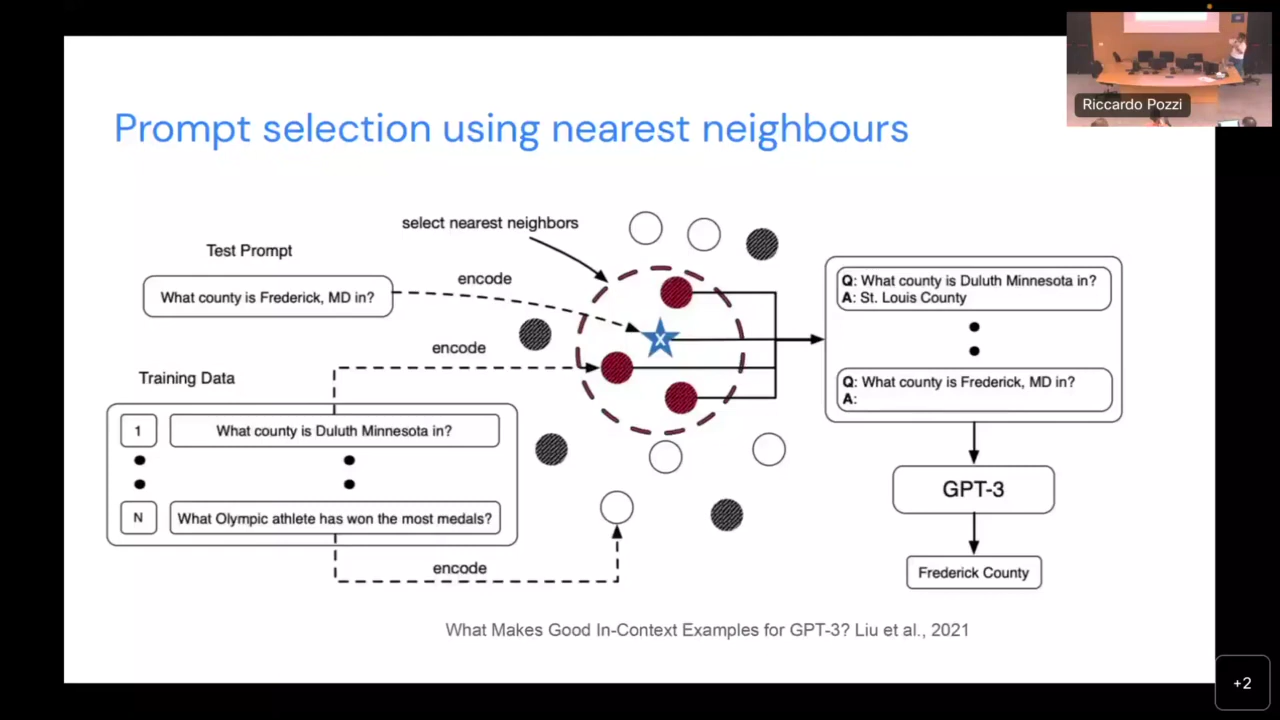 Riccardo Pozzi
Prompt selection using nearest neighbours
select nearest neighbors
Test Prompt
encode
What county is Frederick, MD in?
X
encode
Training Data
1
What county is Duluth Minnesota in?
N
What Olympic athlete has won the most medals?
encode
Q: What county is Duluth Minnesota in?
A: St. Louis County
Q: What county is Frederick, MD in?
A:
GPT-3
Frederick County
What Makes Good In-Context Examples for GPT-3? Liu et al., 2021
+2